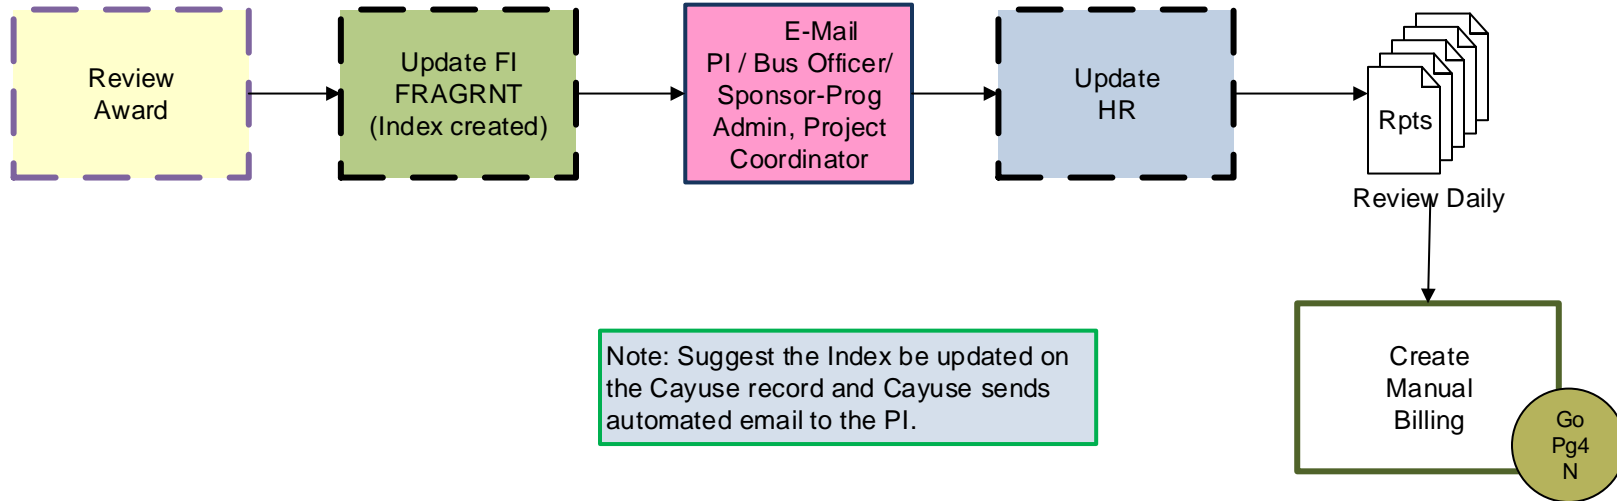 Review
Award
Update FI
FRAGRNT
(Index created)
E-Mail
PI / Bus Officer/
Sponsor-Prog
Admin, Project
Coordinator
Update
HR
Rpts
Review Daily
Note: Suggest the Index be updated on
the Cayuse record and Cayuse sends
automated email to the PI.
Create
Manual
Billing
Go
Pg4
N